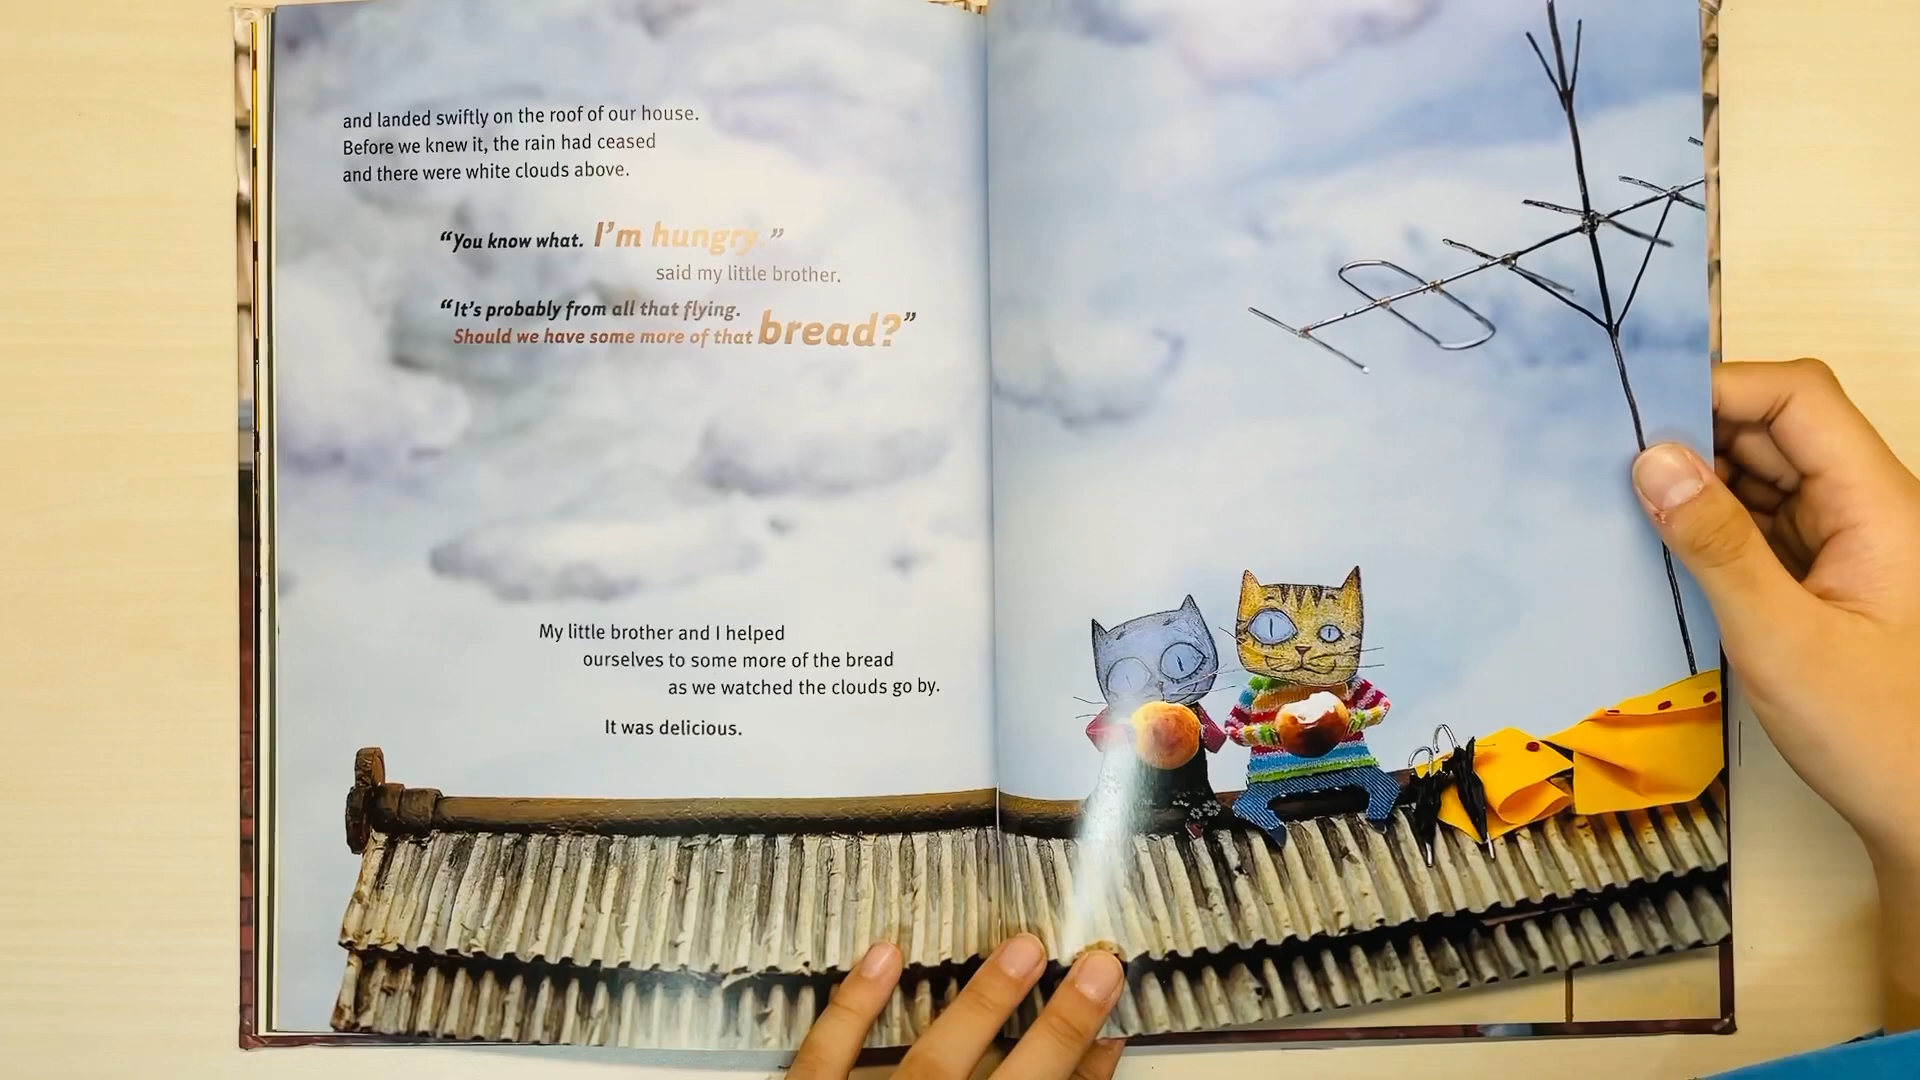 and landed swiftly on the roof of our house.
Before we knew it, the rain had ceased
and there were white clouds above.
“You know what. I’m hungry.”
said my little brother.
“It’s probably from all that flying.
Should we have some more of that bread?”
My little brother and I helped
ourselves to some more of the bread
as we watched the clouds go by.
It was delicious.